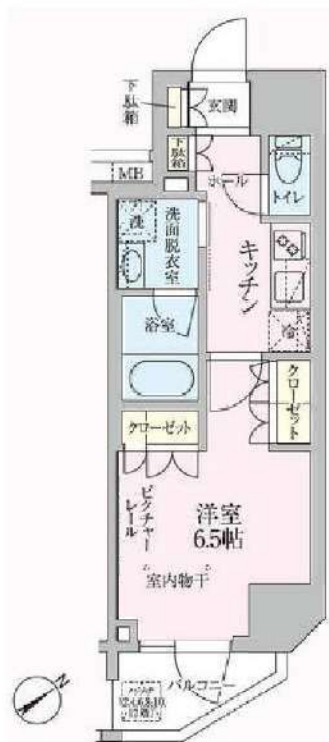 下駄箱
玄関
下駄箱
ホール
トイレ
MB
洗
洗面脱衣室
キッチン
浴室
冷
クローゼット
クローゼット
ピクチャーレール
洋室
6.5帖
室内物干
バルコニー
N